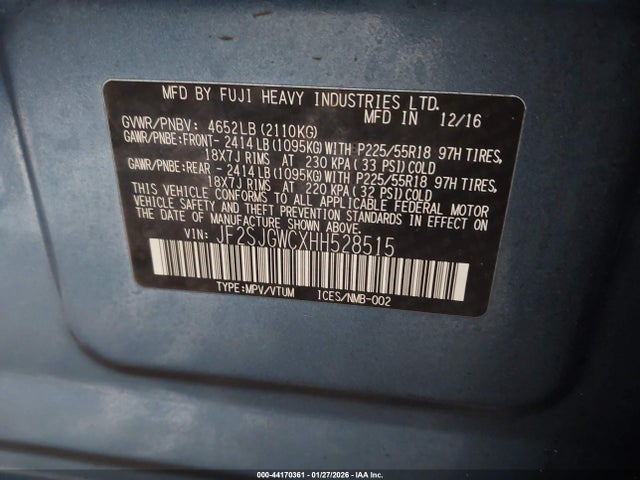 MFD BY FUJI HEAVY INDUSTRIES LTD.
MFD IN 12/16
GVWR/PNBV: 4652LB(2110KG)
GAWR/PNBE:FRONT- 2414LB(1095KG)WITH P225/55R18 97H TIRES,
18X7J RIMS AT 230 KPA(33 PSI)COLD
GAWR/PNBE:REAR - 2414LB(1095KG)WITH P225/55R18 97H TIRES,
18X7J RIMS AT 220 KPA(32 PSI)COLD
THIS VEHICLE CONFORMS TO ALL APPLICABLE FEDERAL MOTOR
VEHICLE SAFETY AND THEFT PREVENTION STANDARDS IN EFFECT ON
THE DATE OF MANUFACTURE SHOWN ABOVE.
VIN: JF2SJGWCXHH528515
TYPE:MPV/VTUM ICES/NMB-002
000-44170361 - 01/27/2026 - IAA Inc.